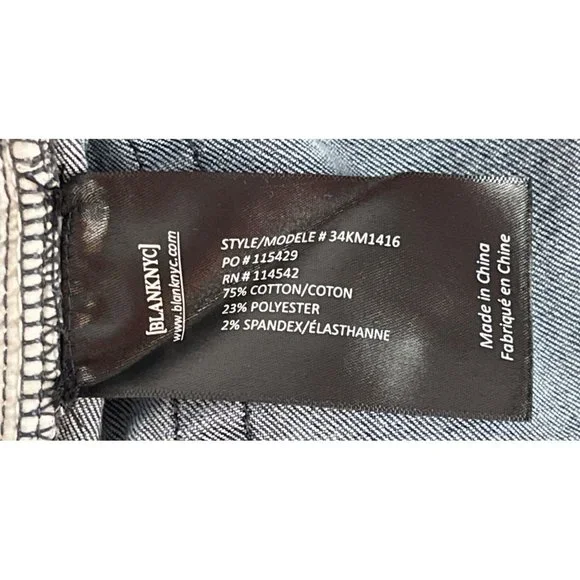 [BLANKNYC]
www.blanknyc.com
STYLE/MODELE # 34KM1416
PO # 115429
RN # 114542
75% COTTON/COTON
23% POLYESTER
2% SPANDEX/ÉLASTHANNE
Made in China
Fabriqué en Chine